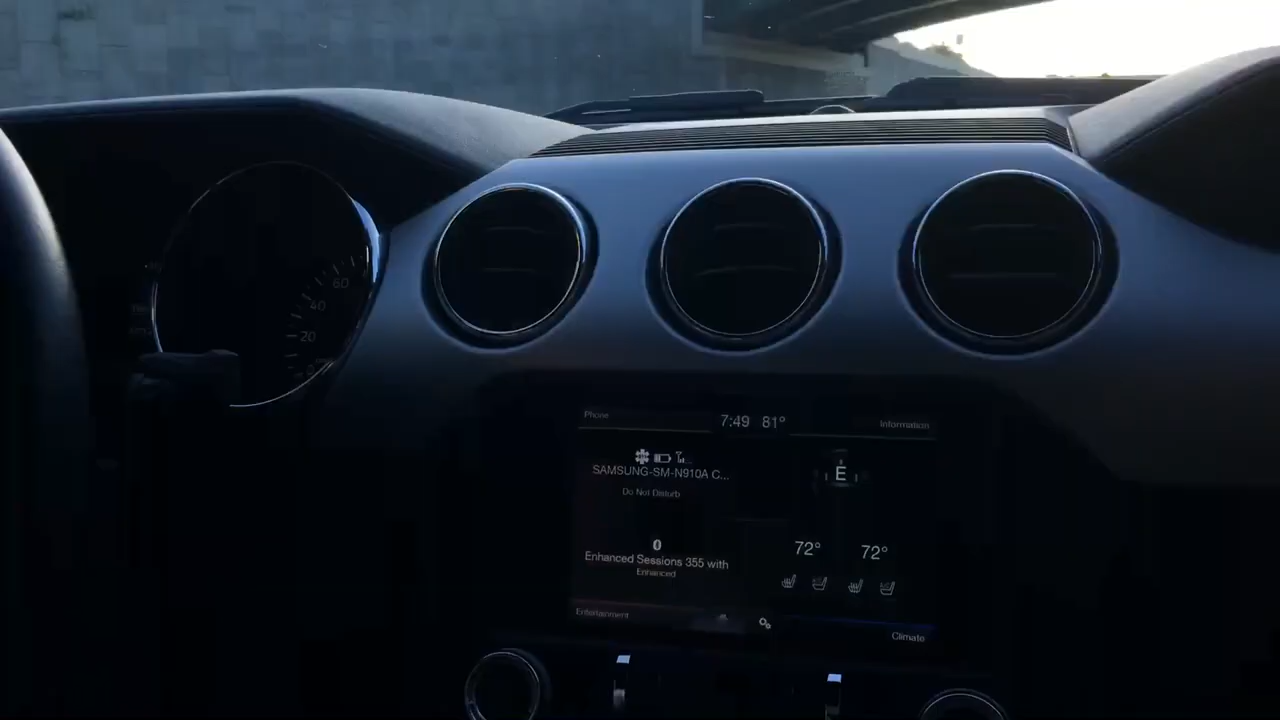 60
40
20
0
Phone
7:49 81°
Information
SAMSUNG-SM-N910A C...
Do Not Disturb
E
Enhanced Sessions 355 with
Enhanced
72° 72°
Entertainment
Climate